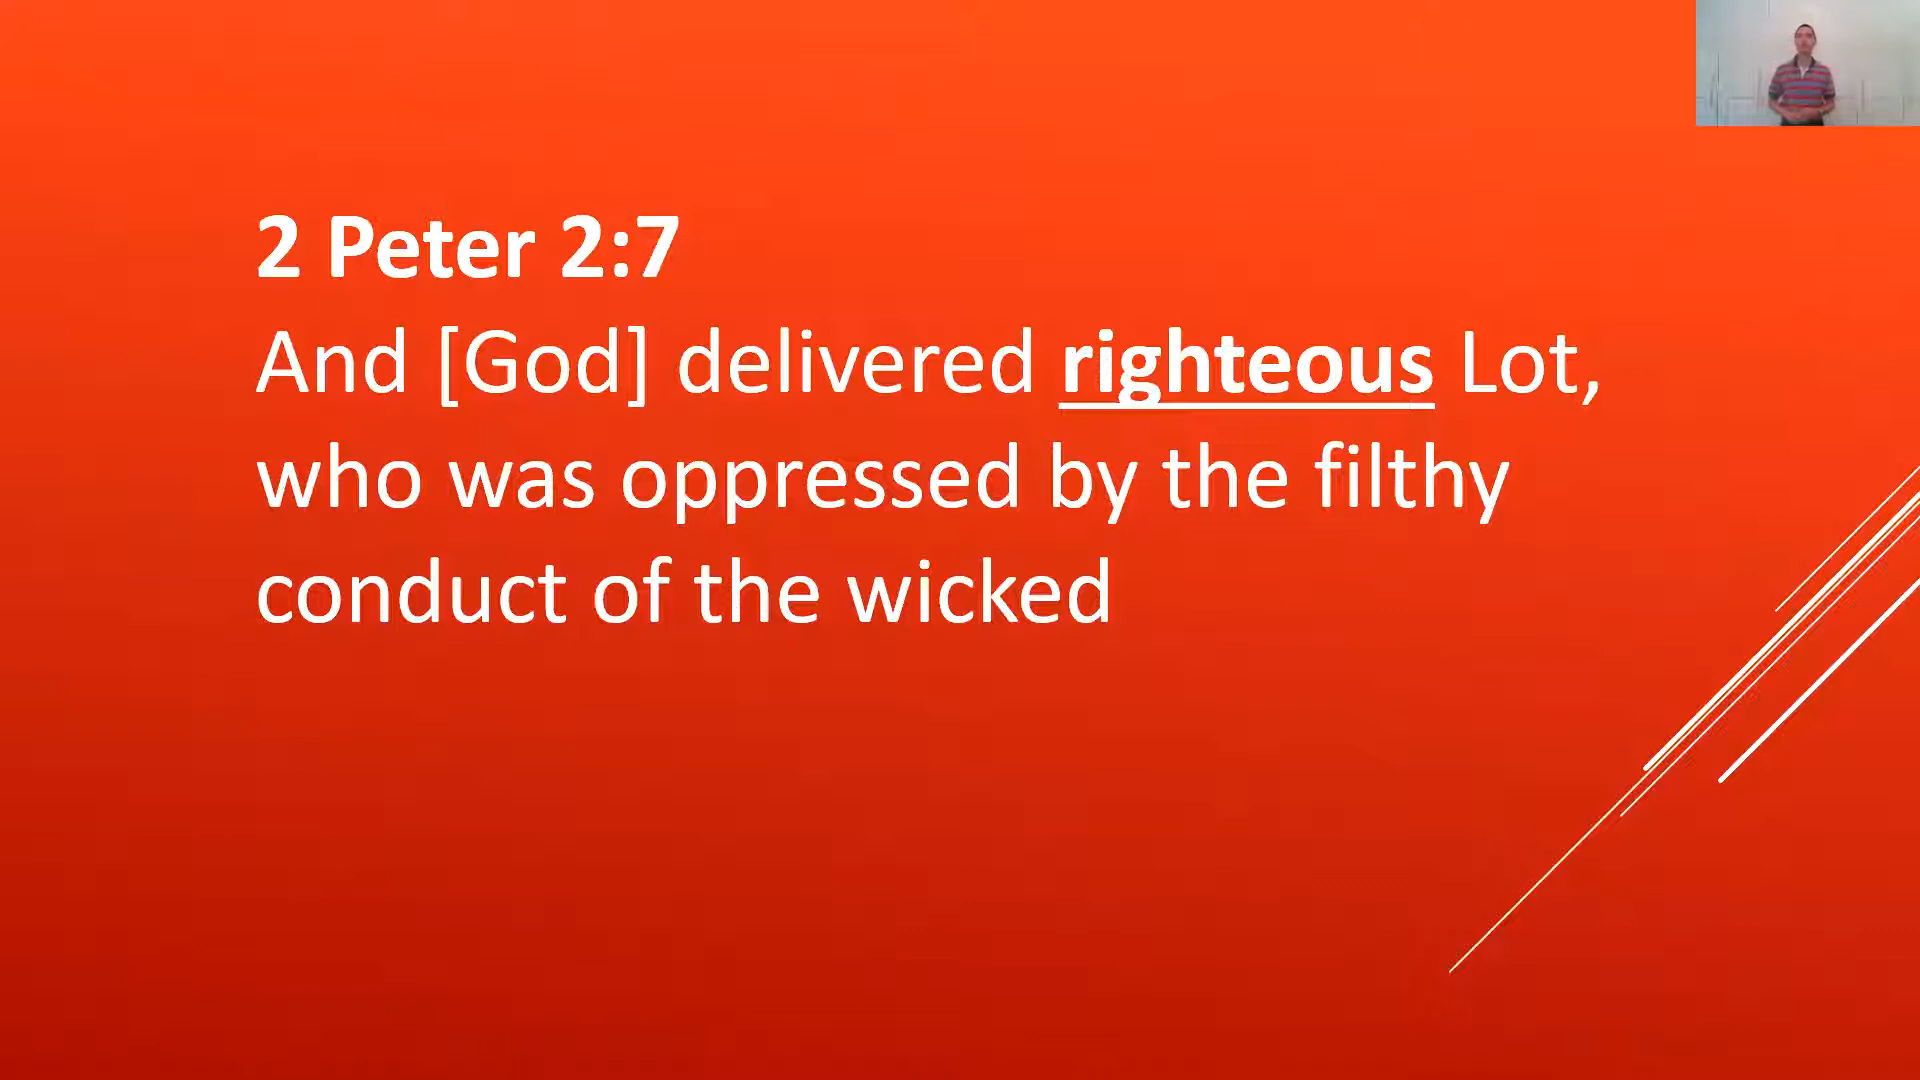 2 Peter 2:7
And [God] delivered righteous Lot,
who was oppressed by the filthy
conduct of the wicked